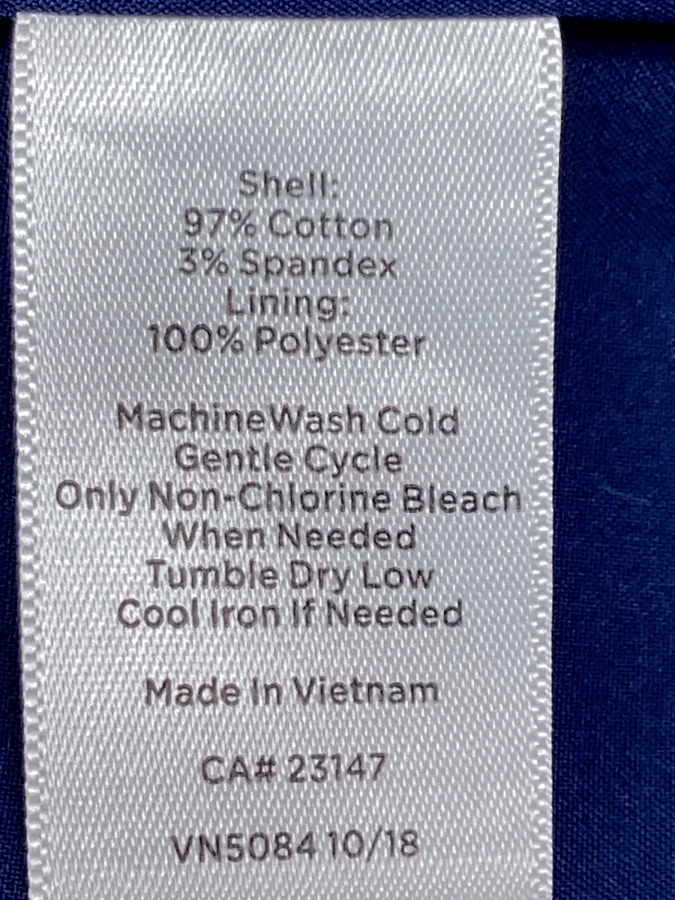 Shell:
97% Cotton
3% Spandex
Lining:
100% Polyester
MachineWash Cold
Gentle Cycle
Only Non-Chlorine Bleach
When Needed
Tumble Dry Low
Cool Iron If Needed
Made In Vietnam
CA# 23147
VN5084 10/18